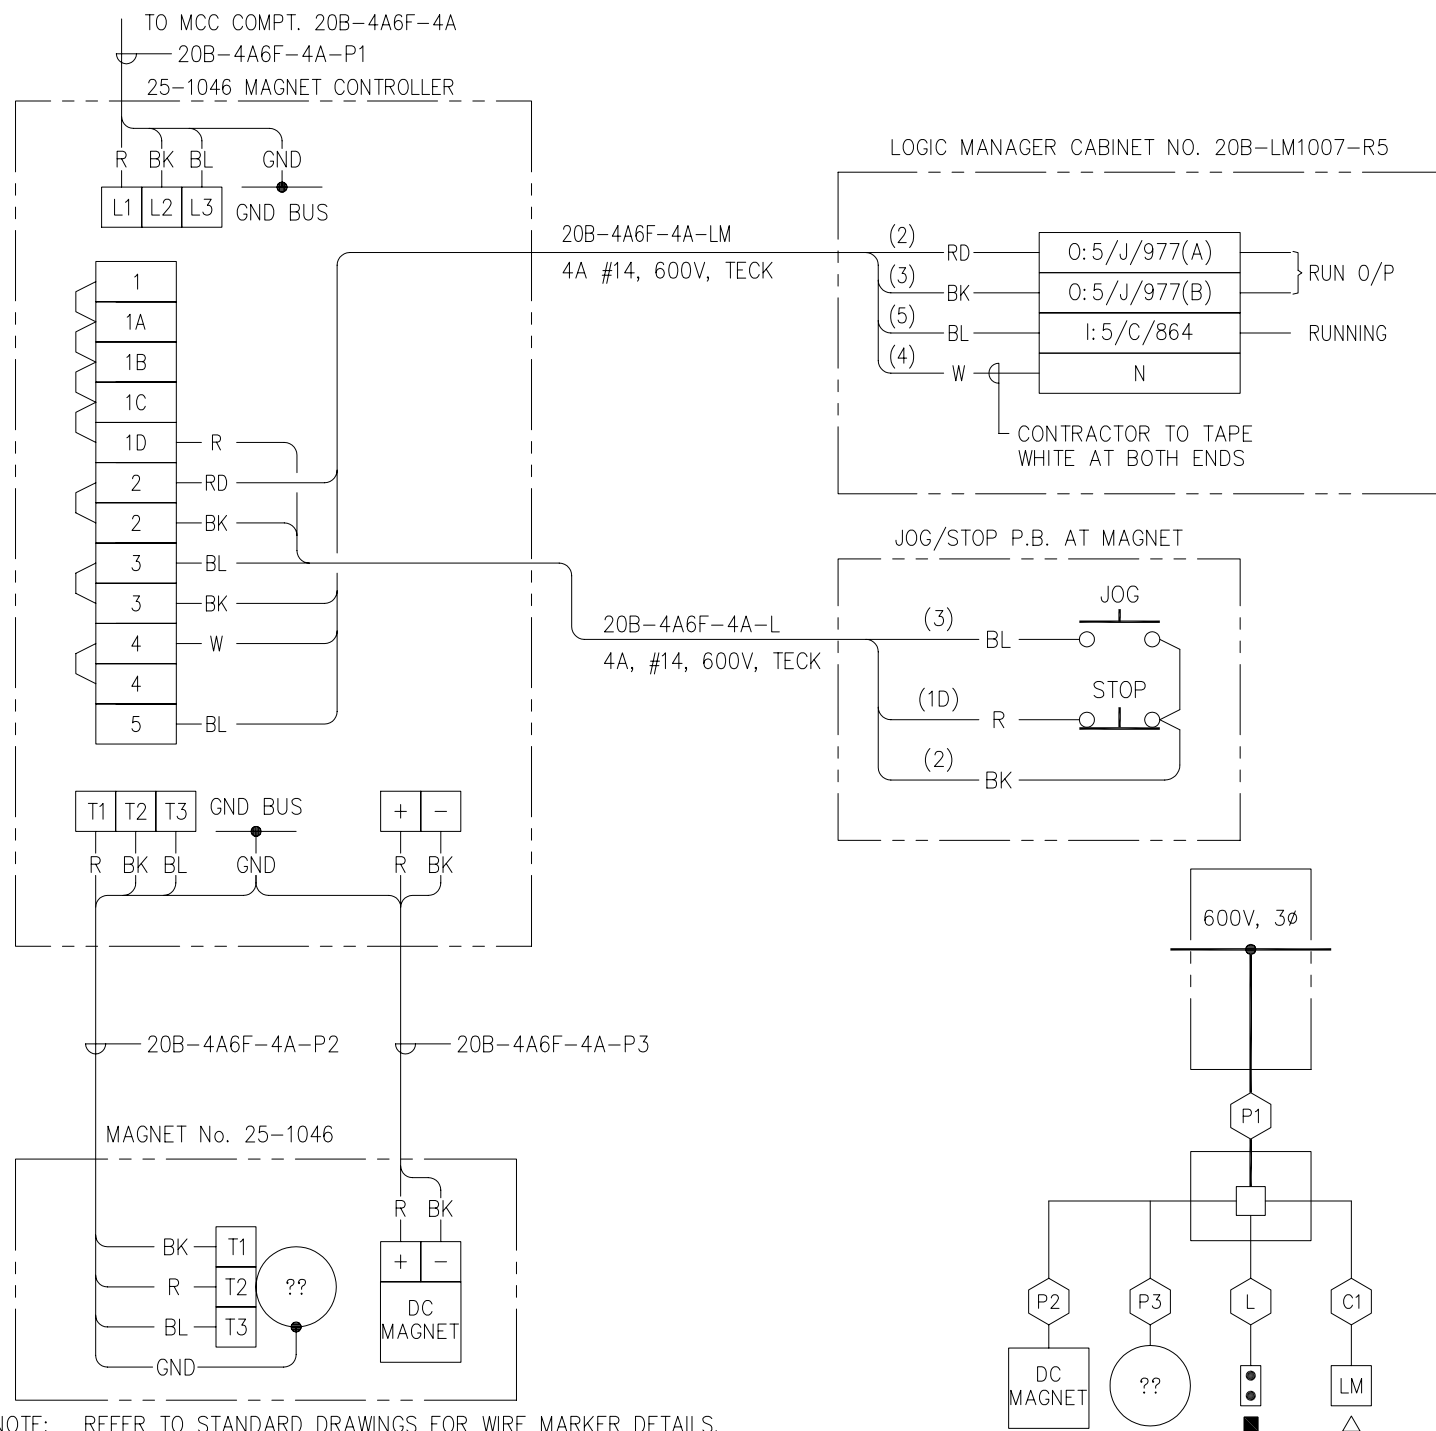 TO MCC COMPT. 20B-4A6F-4A
20B-4A6F-4A-P1
25-1046 MAGNET CONTROLLER
R BK BL GND
L1 L2 L3
GND BUS
1
1A
1B
1C
1D R
2 RD
2 BK
3 BL
3 BK
4 W
4
5 BL
20B-4A6F-4A-LM
4A #14, 600V, TECK
LOGIC MANAGER CABINET NO. 20B-LM1007-R5
(2) RD O:5/J/977(A)
(3) BK O:5/J/977(B)
RUN O/P
(5) BL I:5/C/864 RUNNING
(4) W N
CONTRACTOR TO TAPE
WHITE AT BOTH ENDS
JOG/STOP P.B. AT MAGNET
20B-4A6F-4A-L
4A, #14, 600V, TECK
JOG
(3) BL
STOP
(1D) R
(2) BK
T1 T2 T3 GND BUS + -
R BK BL GND R BK
20B-4A6F-4A-P2
20B-4A6F-4A-P3
MAGNET No. 25-1046
R BK
BK T1
R T2
BL T3
GND
??
+ -
DC
MAGNET
600V, 3ø
P1
P2 P3 L C1
DC
MAGNET
??
LM
NOTE: REFER TO STANDARD DRAWINGS FOR WIRE MARKER DETAILS.